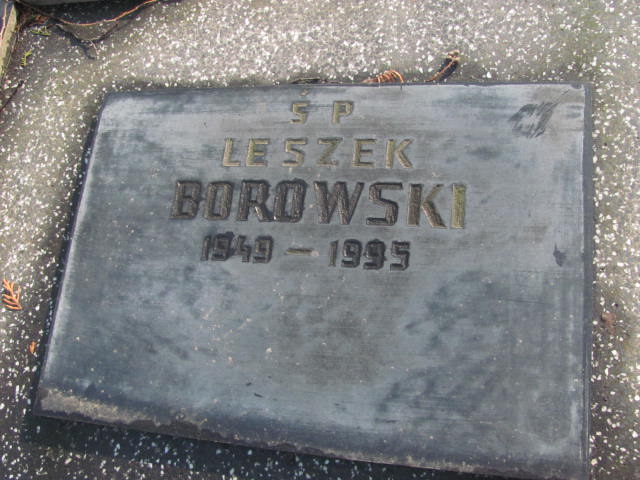 Ś P
LESZEK
BOROWSKI
1949 – 1995